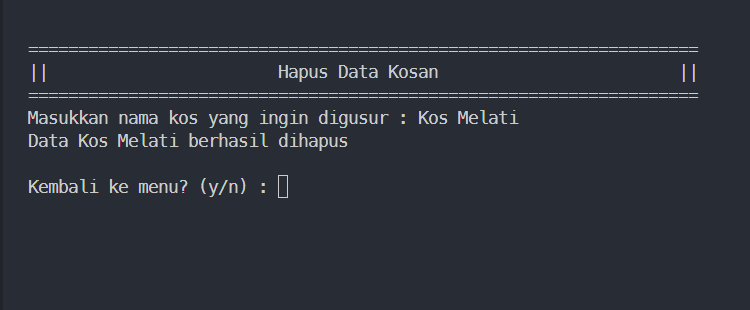 ===================================================================
||                       Hapus Data Kosan                        ||
===================================================================
Masukkan nama kos yang ingin digusur : Kos Melati
Data Kos Melati berhasil dihapus
Kembali ke menu? (y/n) :